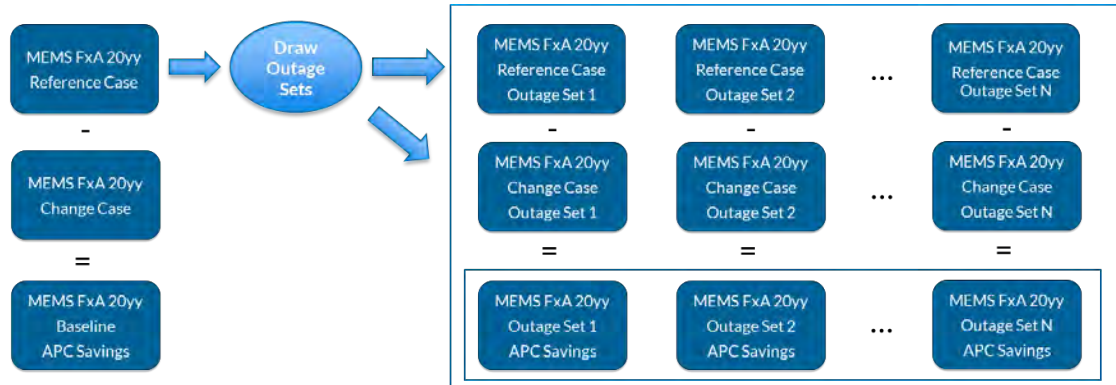 MEMS FxA 20yy
Reference Case
-
MEMS FxA 20yy
Change Case
=
MEMS FxA 20yy
Baseline
APC Savings
Draw
Outage
Sets
MEMS FxA 20yy
Reference Case
Outage Set 1
-
MEMS FxA 20yy
Change Case
Outage Set 1
=
MEMS FxA 20yy
Outage Set 1
APC Savings
MEMS FxA 20yy
Reference Case
Outage Set 2
-
MEMS FxA 20yy
Change Case
Outage Set 2
=
MEMS FxA 20yy
Outage Set 2
APC Savings
...
...
...
MEMS FxA 20yy
Reference Case
Outage Set N
-
MEMS FxA 20yy
Change Case
Outage Set N
=
MEMS FxA 20yy
Outage Set N
APC Savings